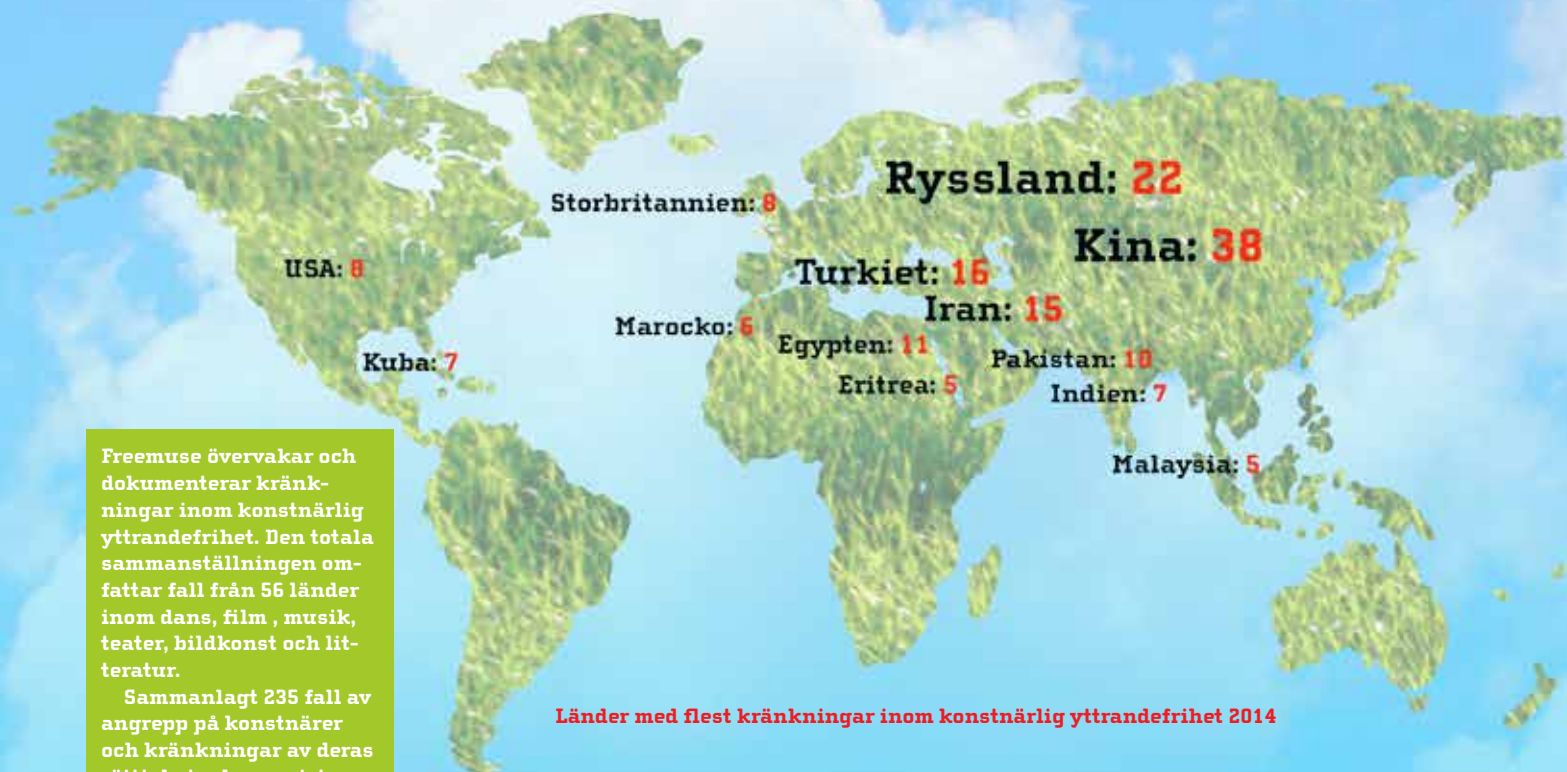 Ryssland: 22
Storbritannien: 8
Kina: 38
USA: 8
Turkiet: 16
Iran: 15
Marocko: 6
Egypten: 11
Kuba: 7
Pakistan: 10
Eritrea: 5
Indien: 7
Malaysia: 5
Freemuse övervakar och
dokumenterar kränk-
ningar inom konstnärlig
yttrandefrihet. Den totala
sammanställningen om-
fattar fall från 56 länder
inom dans, film , musik,
teater, bildkonst och lit-
teratur.
Sammanlagt 235 fall av
angrepp på konstnärer
och kränkningar av deras
Länder med flest kränkningar inom konstnärlig yttrandefrihet 2014